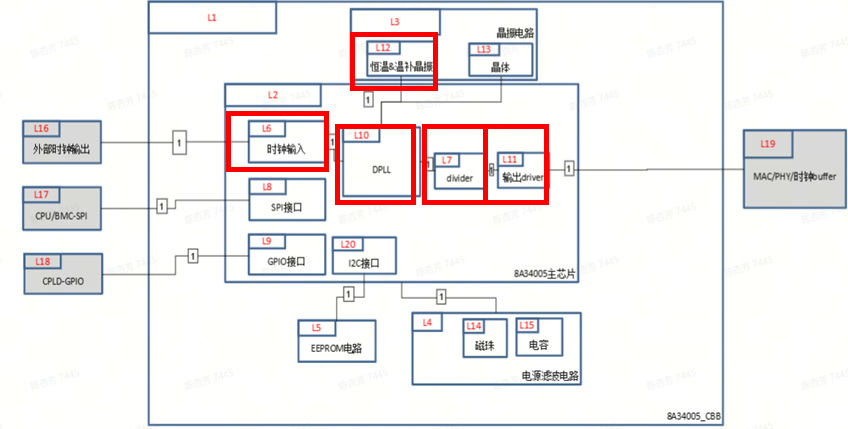 L1
L3
晶振电路
L12
恒温&温补晶振
L13
晶体
1
L2
L16
外部时钟输出
1
L6
时钟输入
1
L10
DPLL
1
L7
divider
8
L11
输出driver
1
L19
MAC/PHY/时钟buffer
L17
CPU/BMC-SPI
1
L8
SPI接口
L18
CPLD-GPIO
1
L9
GPIO接口
L20
I2C接口
8A34005主芯片
1
1
L5
EEPROM电路
L4
L14
磁珠
L15
电容
电源滤波电路
8A34005_CBB